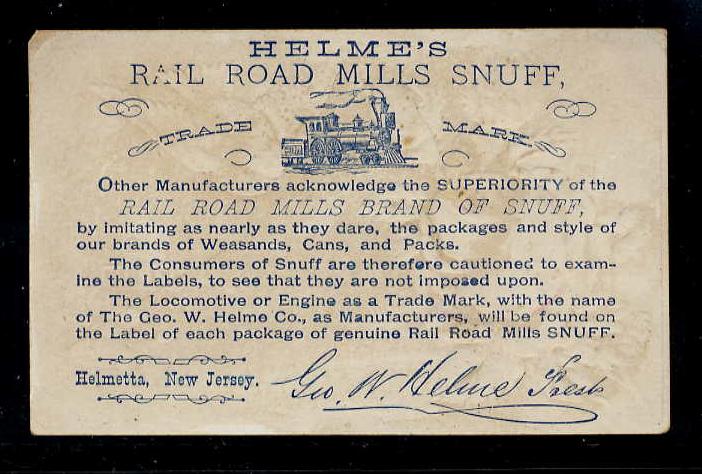 HELME'S
RAIL ROAD MILLS SNUFF,
TRADE MARK
Other Manufacturers acknowledge the SUPERIORITY of the
RAIL ROAD MILLS BRAND OF SNUFF,
by imitating as nearly as they dare, the packages and style of
our brands of Weasands, Cans, and Packs.
The Consumers of Snuff are therefore cautioned to exam-
ine the Labels, to see that they are not imposed upon.
The Locomotive or Engine as a Trade Mark, with the name
of The Geo. W. Helme Co., as Manufacturers, will be found on
the Label of each package of genuine Rail Road Mills SNUFF.
Helmetta, New Jersey. Geo. W. Helme Prest